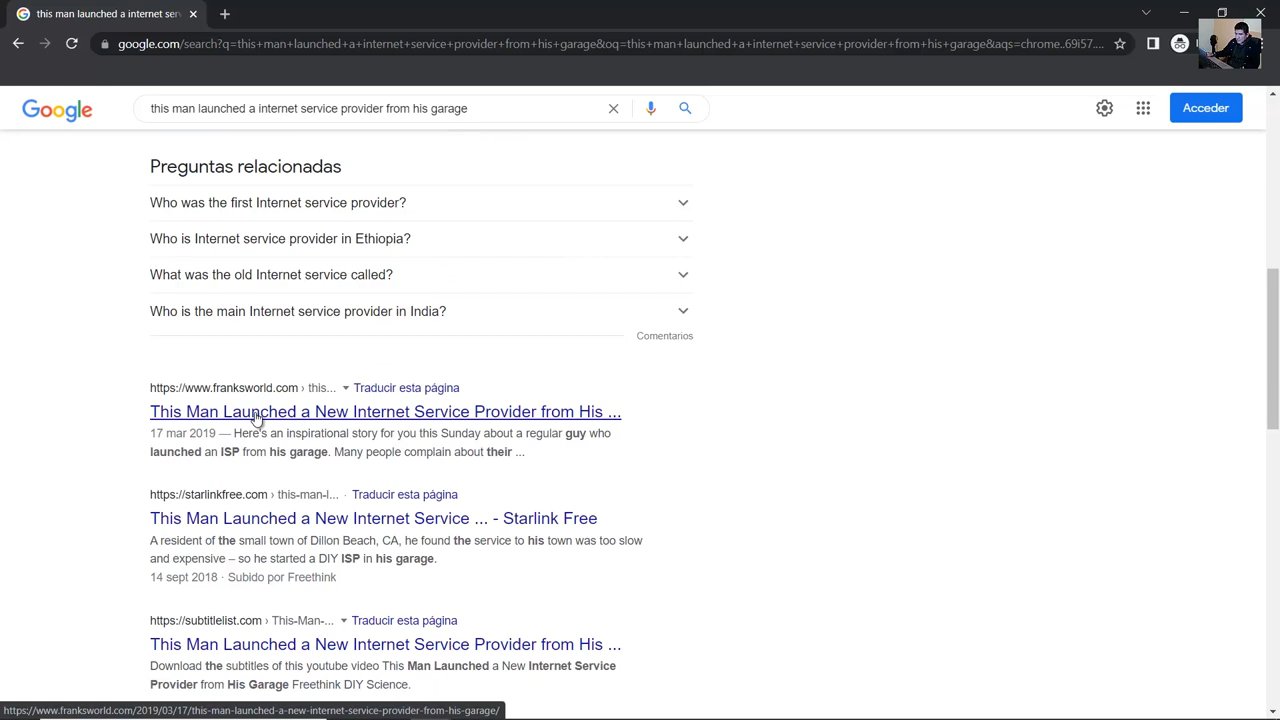 this man launched a internet ser
google.com/search?q=this+man+launched+a+internet+service+provider+from+his+garage&oq=this+man+launched+a+internet+service+provider+from+his+garage&aqs=chrome..69i57....
Google
this man launched a internet service provider from his garage
Acceder
Preguntas relacionadas
Who was the first Internet service provider?
Who is Internet service provider in Ethiopia?
What was the old Internet service called?
Who is the main Internet service provider in India?
Comentarios
https://www.franksworld.com › this... Traducir esta página
This Man Launched a New Internet Service Provider from His ...
17 mar 2019 — Here's an inspirational story for you this Sunday about a regular guy who
launched an ISP from his garage. Many people complain about their ...
https://starlinkfree.com › this-man-l... · Traducir esta página
This Man Launched a New Internet Service ... - Starlink Free
A resident of the small town of Dillon Beach, CA, he found the service to his town was too slow
and expensive – so he started a DIY ISP in his garage.
14 sept 2018 · Subido por Freethink
https://subtitlelist.com › This-Man-... Traducir esta página
This Man Launched a New Internet Service Provider from His ...
Download the subtitles of this youtube video This Man Launched a New Internet Service
Provider from His Garage Freethink DIY Science.
https://www.franksworld.com/2019/03/17/this-man-launched-a-new-internet-service-provider-from-his-garage/